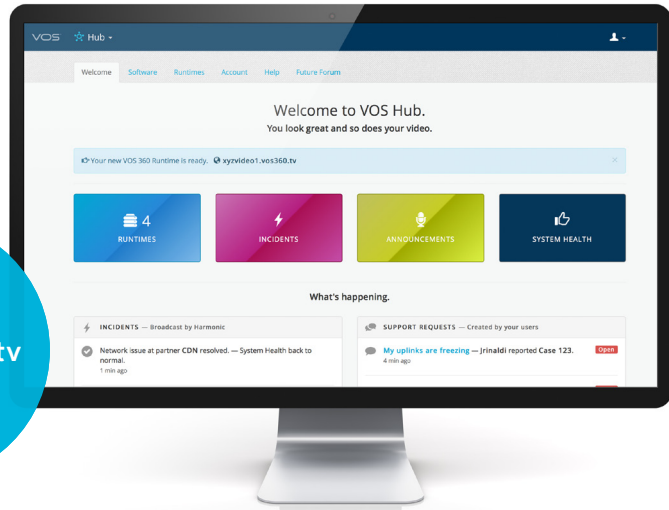 VOS Hub
Welcome Software Runtimes Account Help Future Forum
Welcome to VOS Hub.
You look great and so does your video.
Your new VOS 360 Runtime is ready. xyzvideo1.vos360.tv
4
RUNTIMES
INCIDENTS
ANNOUNCEMENTS
SYSTEM HEALTH
What's happening.
INCIDENTS — Broadcast by Harmonic
Network issue at partner CDN resolved. — System Health back to
normal.
1 min ago
SUPPORT REQUESTS — Created by your users
My uplinks are freezing — Jrinaldi reported Case 123. Open
4 min ago
tv